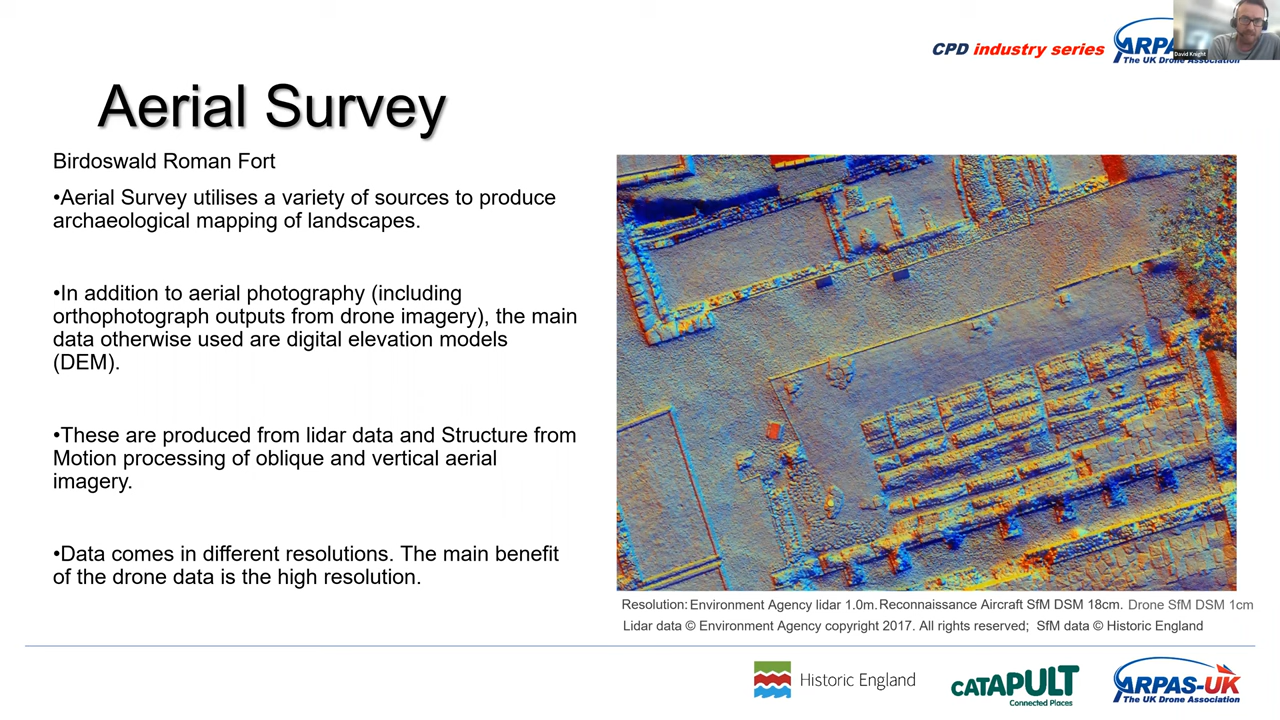 CPD industry series
ARPA
The UK Drone Association
David Knight
Aerial Survey
Birdoswald Roman Fort
•Aerial Survey utilises a variety of sources to produce
archaeological mapping of landscapes.
•In addition to aerial photography (including
orthophotograph outputs from drone imagery), the main
data otherwise used are digital elevation models
(DEM).
•These are produced from lidar data and Structure from
Motion processing of oblique and vertical aerial
imagery.
•Data comes in different resolutions. The main benefit
of the drone data is the high resolution.
Resolution: Environment Agency lidar 1.0m. Reconnaissance Aircraft SfM DSM 18cm. Drone SfM DSM 1cm
Lidar data © Environment Agency copyright 2017. All rights reserved; SfM data © Historic England
Historic England
CATAPULT
Connected Places
ARPAS-UK
The UK Drone Association